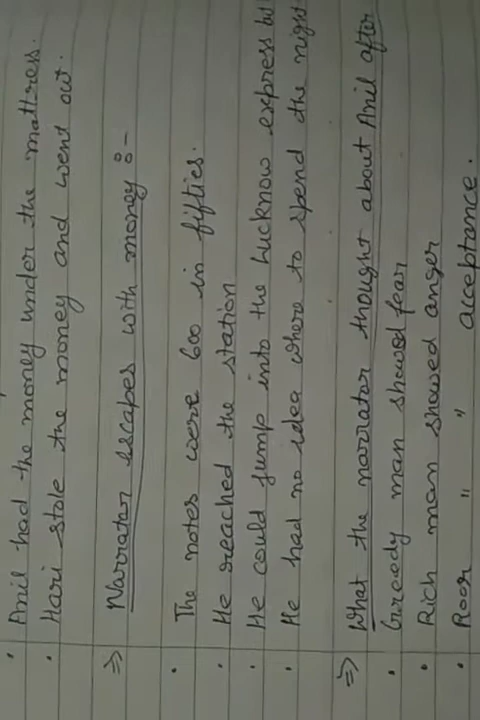 • Anil had the money under the mattress.
• Hari stole the money and went out.
⇒ Narrator escapes with money :-
• The notes were 600 in fifties.
• He reached the station
• He could jump into the Lucknow express but
• He had no idea where to spend the night
⇒ What the narrator thought about Anil after
• Greedy man showed fear
• Rich man showed anger
• Poor " " acceptance.